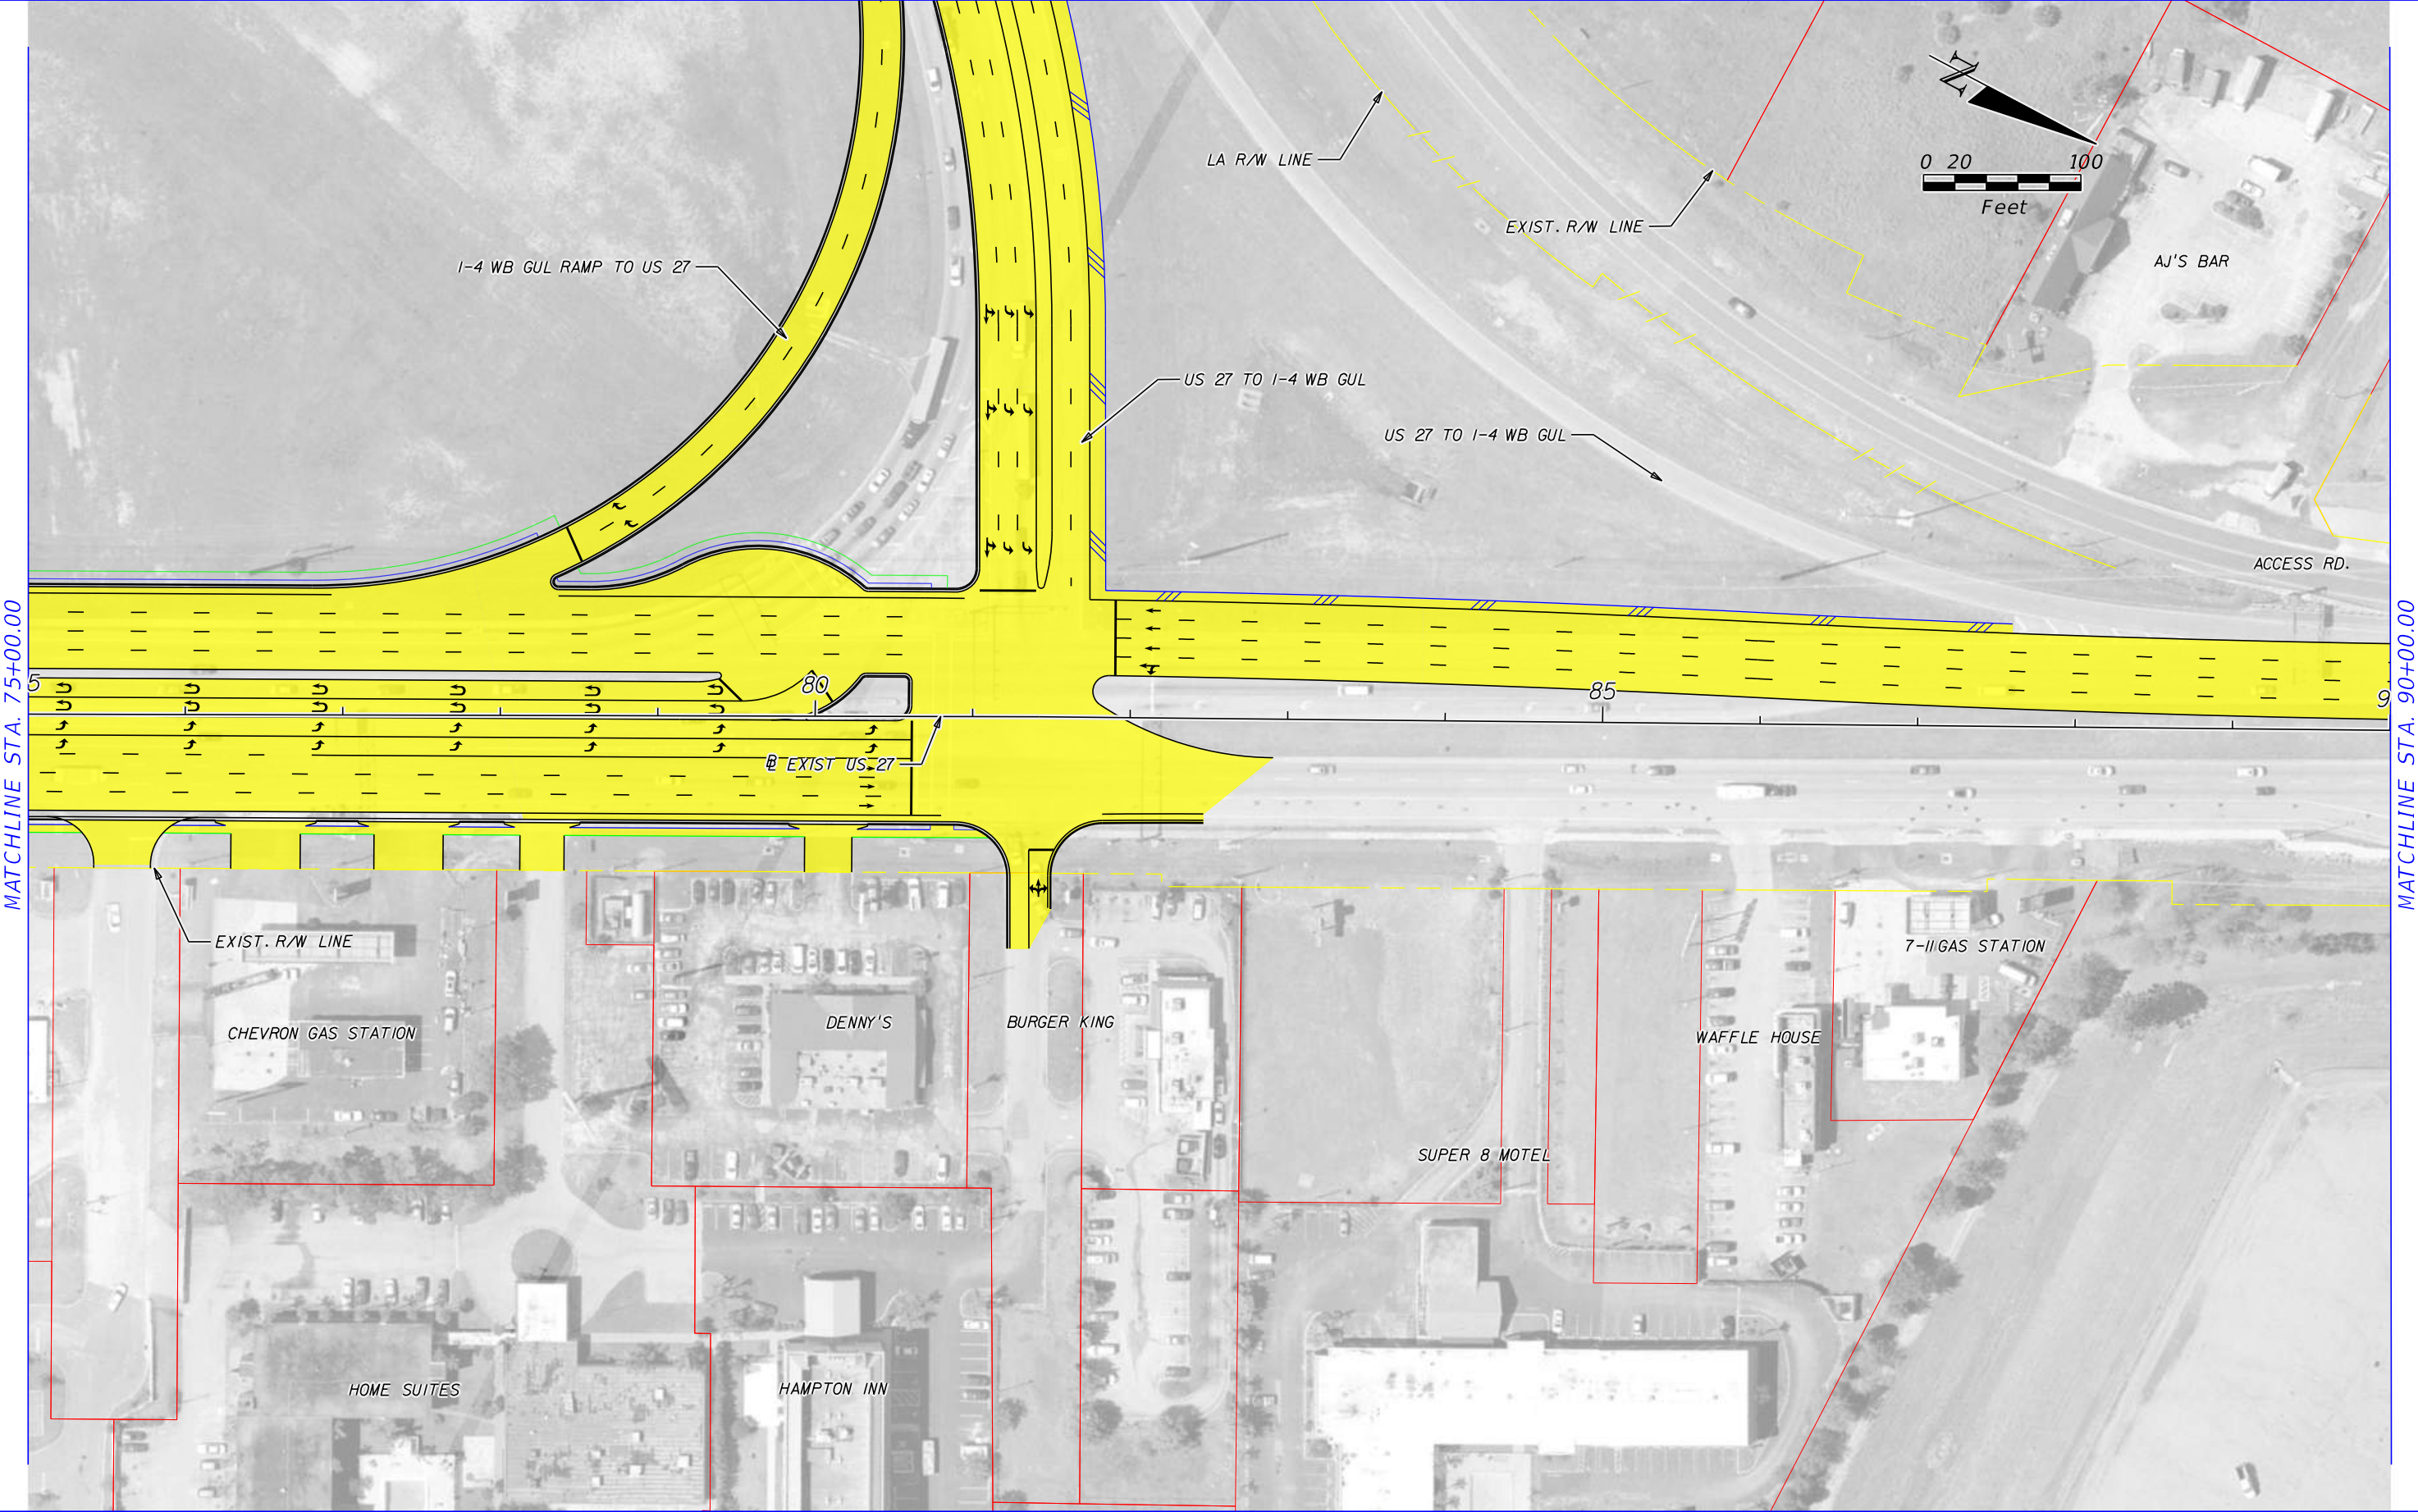 N
0 20 100
Feet
LA R/W LINE
EXIST. R/W LINE
AJ'S BAR
I-4 WB GUL RAMP TO US 27
US 27 TO I-4 WB GUL
US 27 TO I-4 WB GUL
ACCESS RD.
MATCHLINE STA. 75+00.00
MATCHLINE STA. 90+00.00
5
80
85
9
B EXIST US 27
EXIST. R/W LINE
7-11 GAS STATION
CHEVRON GAS STATION
DENNY'S
BURGER KING
WAFFLE HOUSE
SUPER 8 MOTEL
HOME SUITES
HAMPTON INN